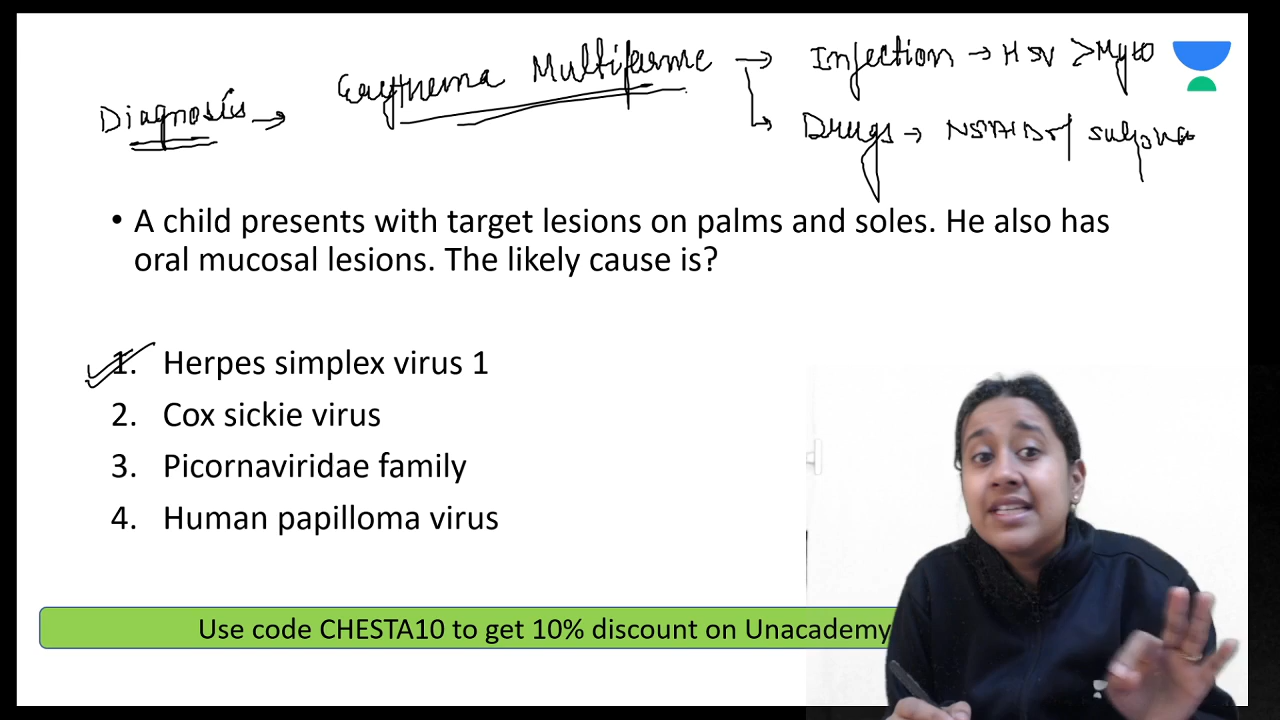 Infection → HSV > Myco
Diagnosis → Erythema Multiforme →
Drugs → NSAIDs /
• A child presents with target lesions on palms and soles. He also has
oral mucosal lesions. The likely cause is?
1. Herpes simplex virus 1
2. Cox sickie virus
3. Picornaviridae family
4. Human papilloma virus
Use code CHESTA10 to get 10% discount on Unacademy